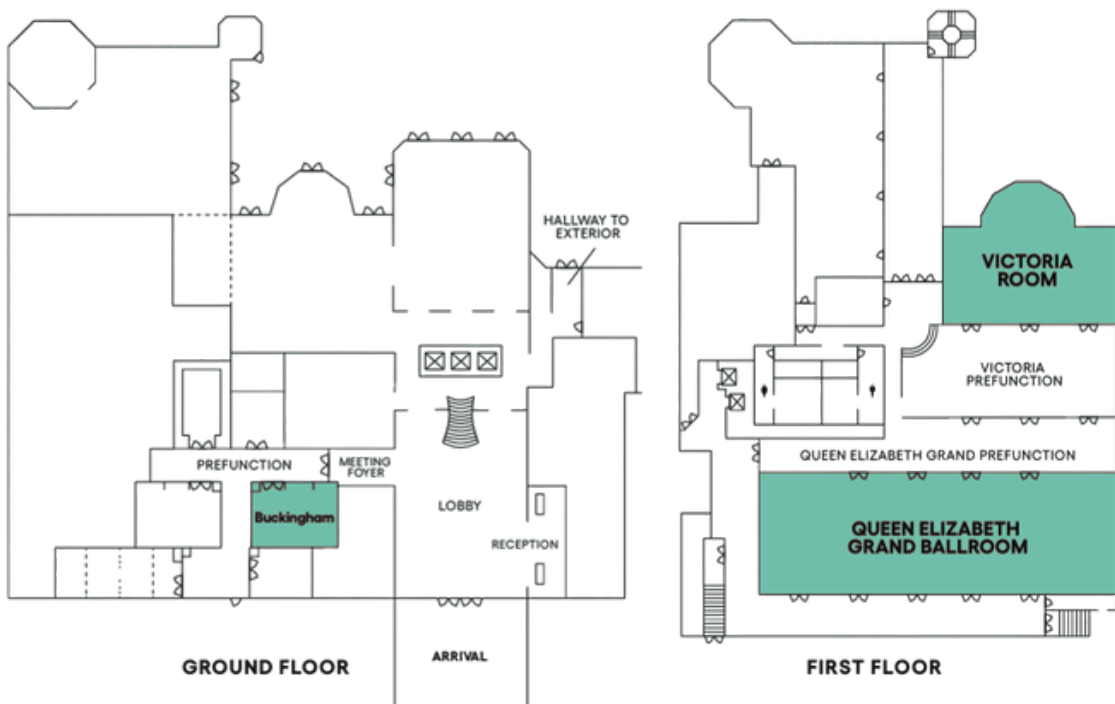 HALLWAY TO
EXTERIOR
PREFUNCTION
MEETING
FOYER
Buckingham
LOBBY
RECEPTION
ARRIVAL
GROUND FLOOR
VICTORIA
ROOM
VICTORIA
PREFUNCTION
QUEEN ELIZABETH GRAND PREFUNCTION
QUEEN ELIZABETH
GRAND BALLROOM
FIRST FLOOR